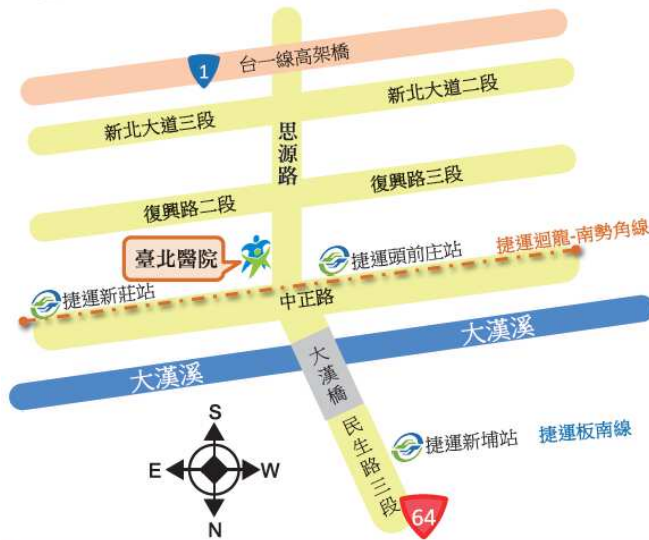 1
台一線高架橋
新北大道三段
新北大道二段
思源路
復興路二段
復興路三段
臺北醫院
捷運頭前庄站
捷運迴龍-南勢角線
捷運新莊站
中正路
大漢溪
大漢溪
大漢橋
民生路三段
捷運新埔站
捷運板南線
64
S
E
W
N